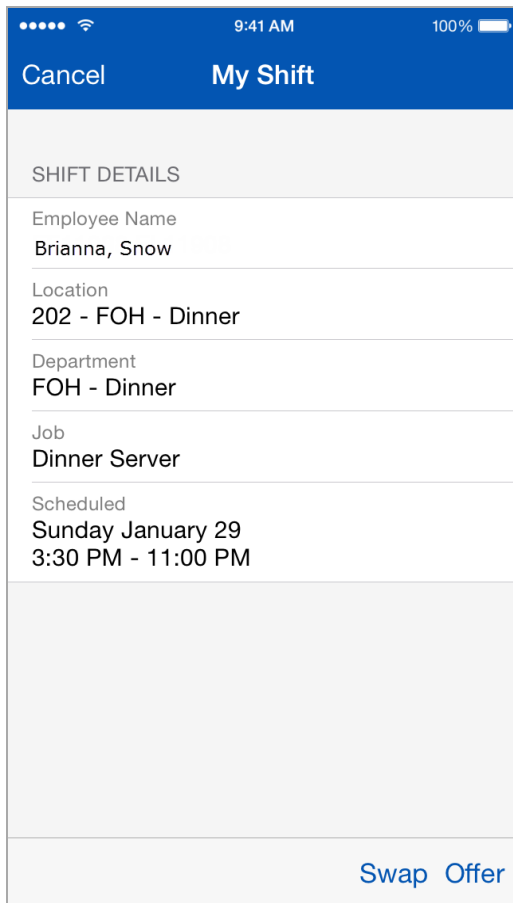 9:41 AM 100%
Cancel My Shift
SHIFT DETAILS
Employee Name
Brianna, Snow
Location
202 - FOH - Dinner
Department
FOH - Dinner
Job
Dinner Server
Scheduled
Sunday January 29
3:30 PM - 11:00 PM
Swap Offer